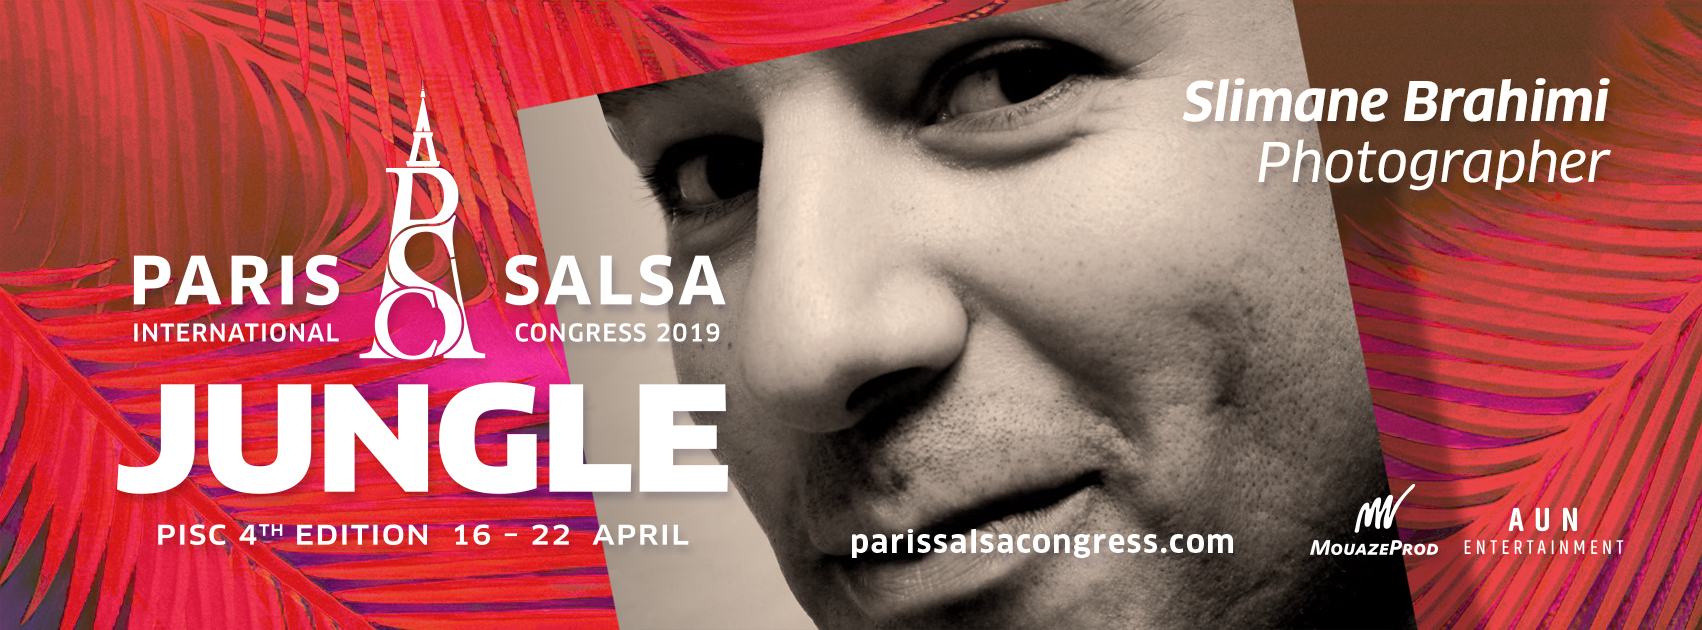 Slimane Brahimi
Photographer
PSC
PARIS SALSA
INTERNATIONAL CONGRESS 2019
JUNGLE
PISC 4TH EDITION 16 – 22 APRIL
parissalsacongress.com
MOUAZEPROD
AUN
ENTERTAINMENT